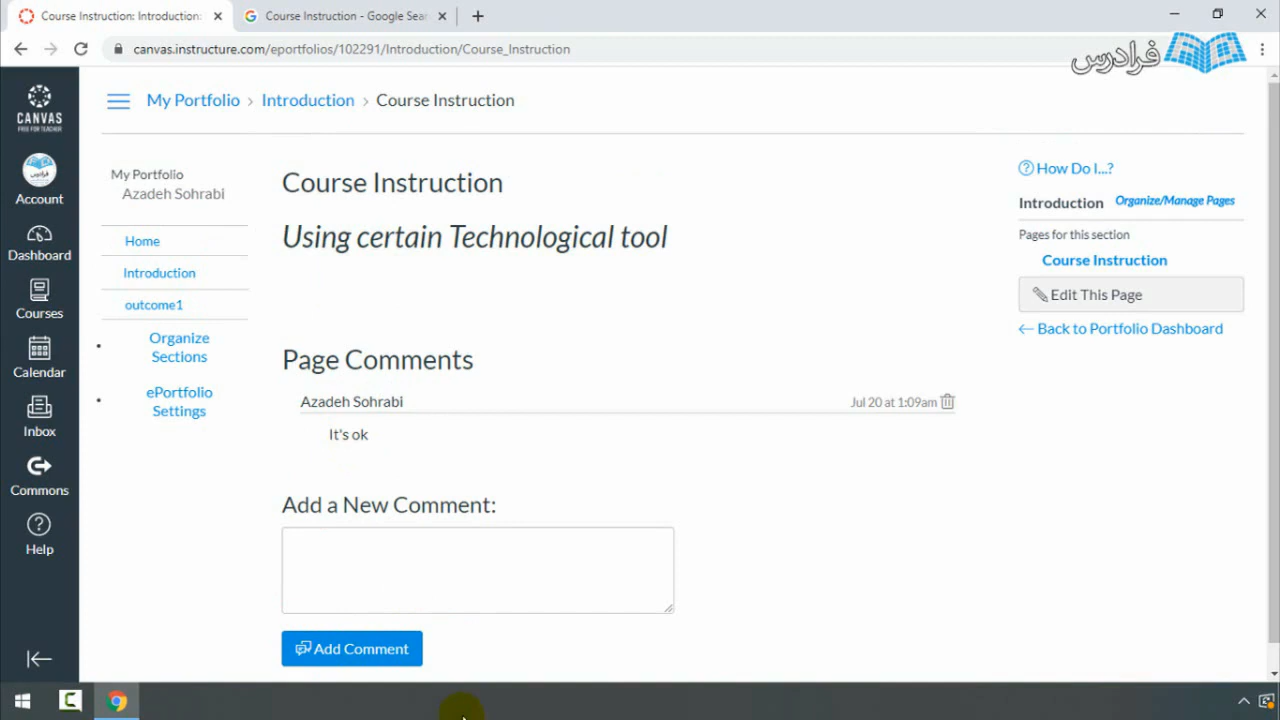 Course Instruction: Introduction:
Course Instruction - Google Sear
canvas.instructure.com/eportfolios/102291/Introduction/Course_Instruction
فرادرس
CANVAS
FREE FOR TEACHER
Account
Dashboard
Courses
Calendar
Inbox
Commons
Help
My Portfolio > Introduction > Course Instruction
My Portfolio
Azadeh Sohrabi
Home
Introduction
outcome1
Organize
Sections
ePortfolio
Settings
Course Instruction
Using certain Technological tool
Page Comments
Azadeh Sohrabi Jul 20 at 1:09am
It's ok
Add a New Comment:
Add Comment
How Do I...?
Introduction Organize/Manage Pages
Pages for this section
Course Instruction
Edit This Page
Back to Portfolio Dashboard